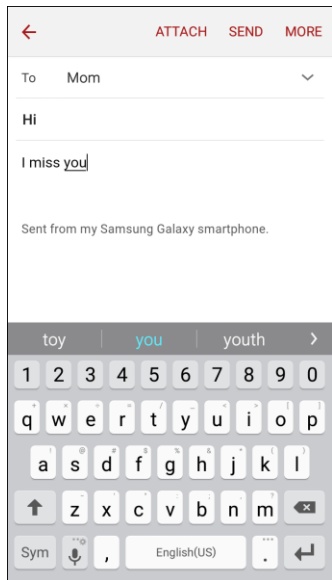 ATTACH SEND MORE
To Mom
Hi
I miss you
Sent from my Samsung Galaxy smartphone.
toy you youth
1 2 3 4 5 6 7 8 9 0
q w e r t y u i o p
a s d f g h j k l
z x c v b n m
Sym , English(US) .